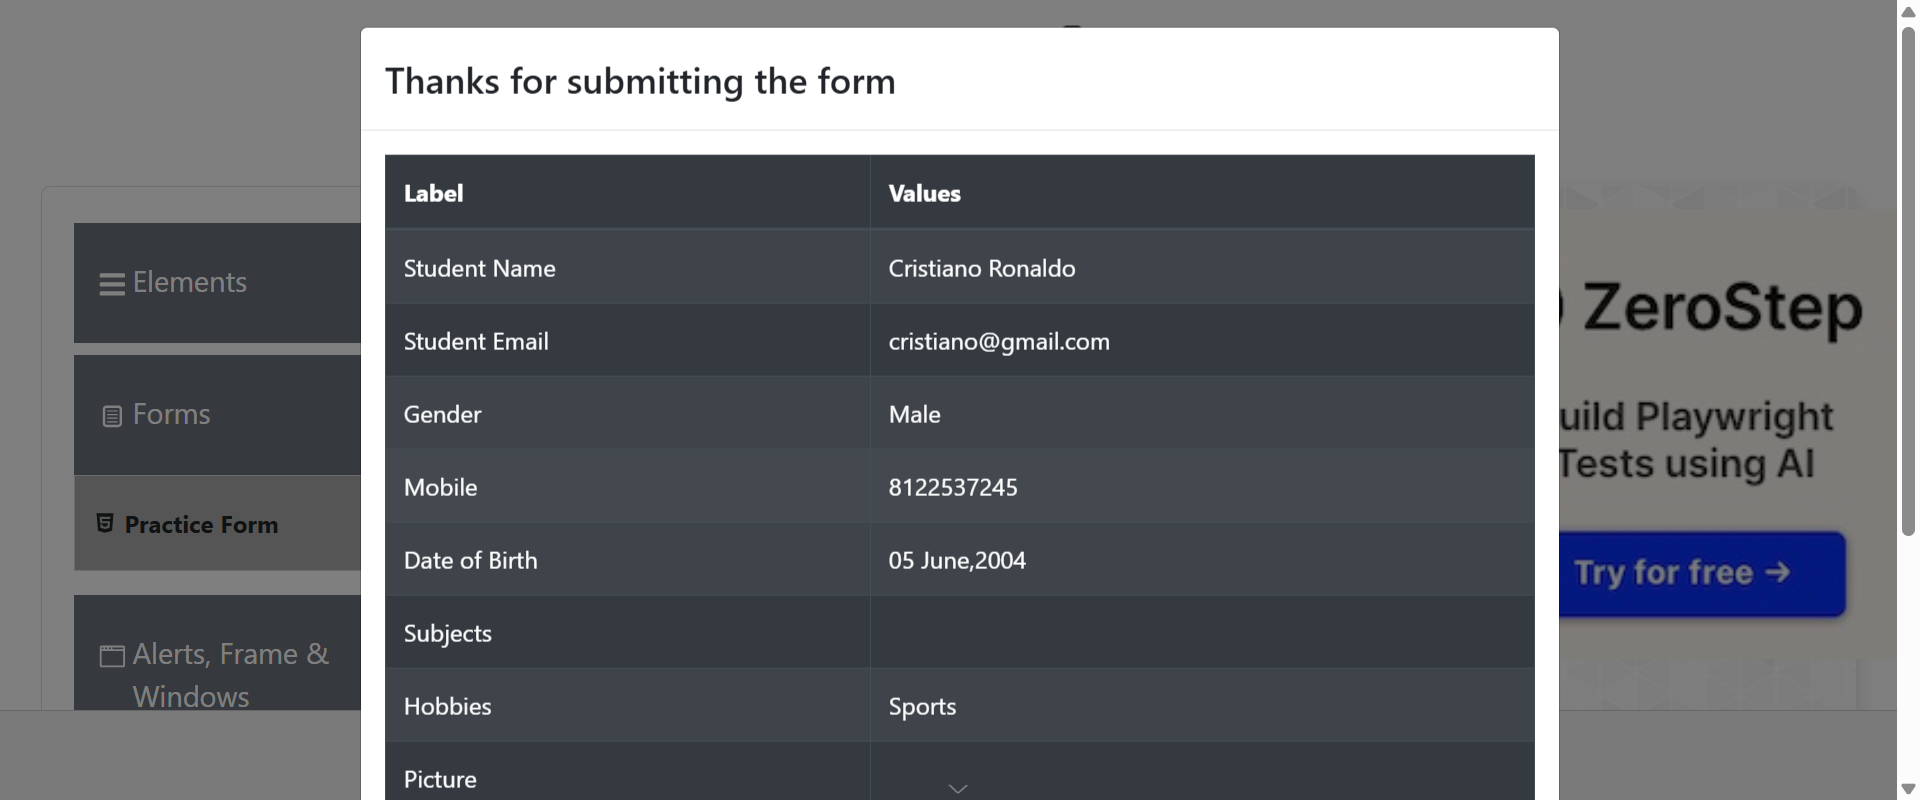 Thanks for submitting the form
Label Values
Student Name Cristiano Ronaldo
Student Email cristiano@gmail.com
Gender Male
Mobile 8122537245
Date of Birth 05 June,2004
Subjects
Hobbies Sports
Picture
Elements
Forms
Practice Form
Alerts, Frame &
Windows
ZeroStep
uild Playwright
Tests using AI
Try for free →